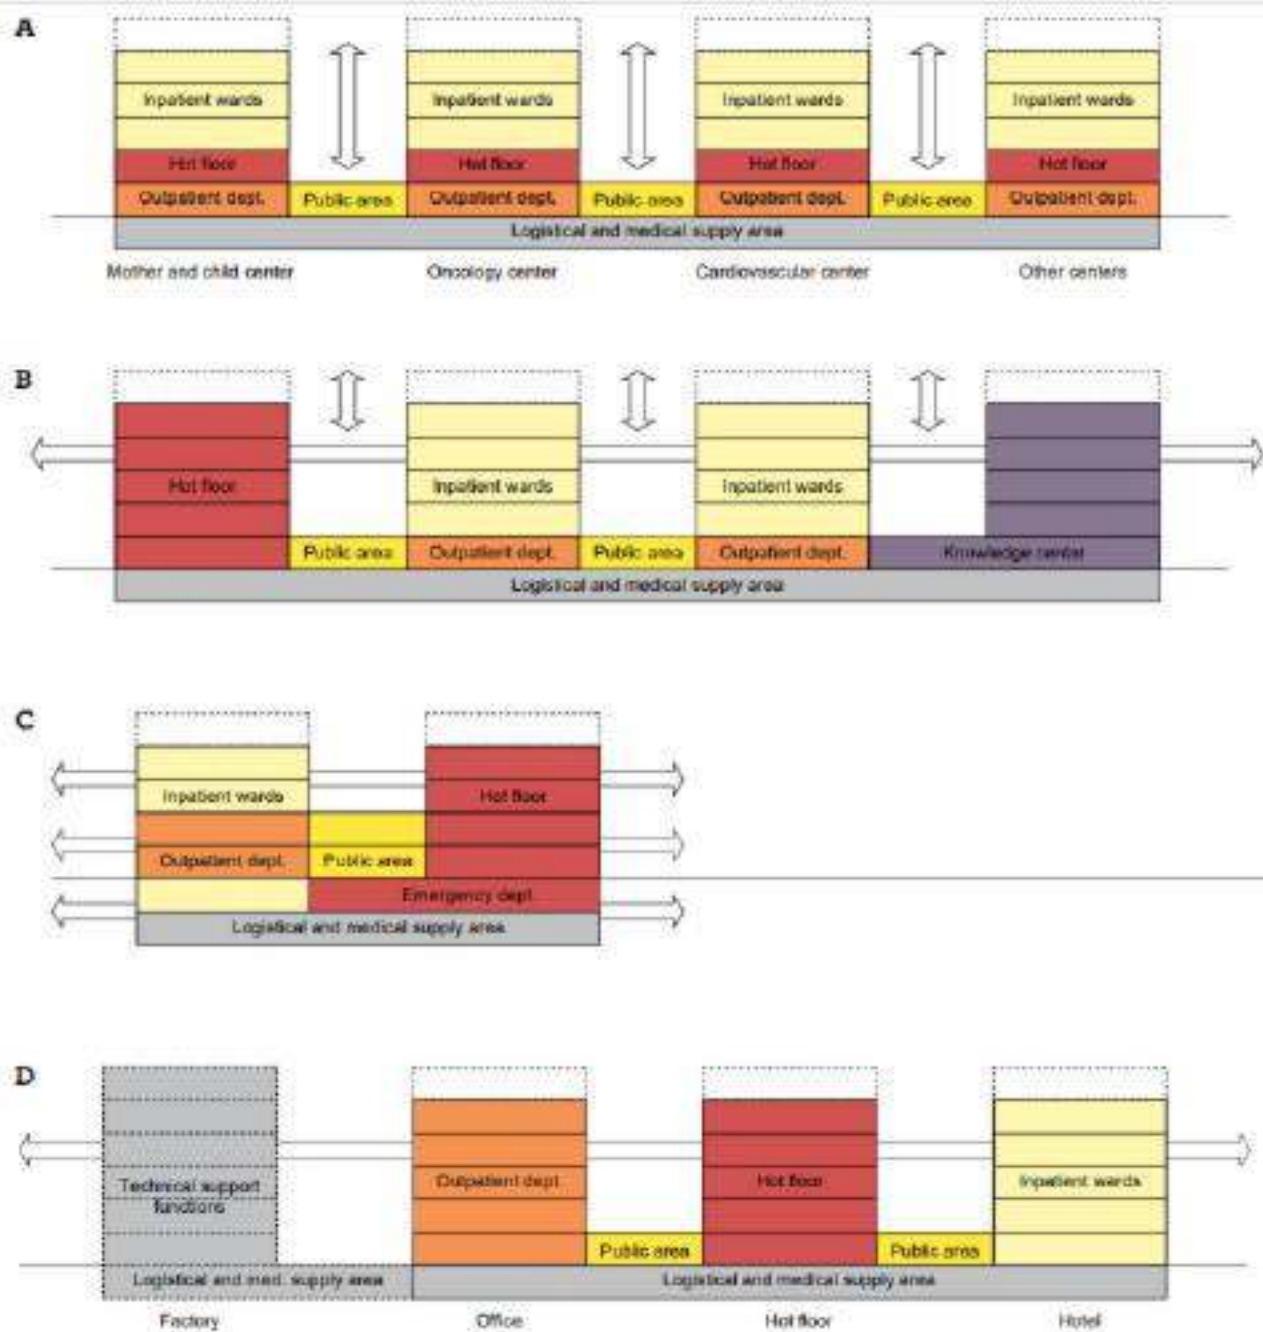 A
Inpatient wards Inpatient wards Inpatient wards Inpatient wards
Hot floor Hot floor Hot floor Hot floor
Outpatient dept. Public area Outpatient dept. Public area Outpatient dept. Public area Outpatient dept.
Logistical and medical supply area
Mother and child center Oncology center Cardiovascular center Other centers
B
Hot floor Inpatient wards Inpatient wards
Public area Outpatient dept. Public area Outpatient dept. Knowledge center
Logistical and medical supply area
C
Inpatient wards Hot floor
Outpatient dept. Public area
Emergency dept
Logistical and medical supply area
D
Technical support
functions
Outpatient dept Hot floor Inpatient wards
Public area Public area
Logistical and med. supply area Logistical and medical supply area
Factory Office Hot floor Hotel